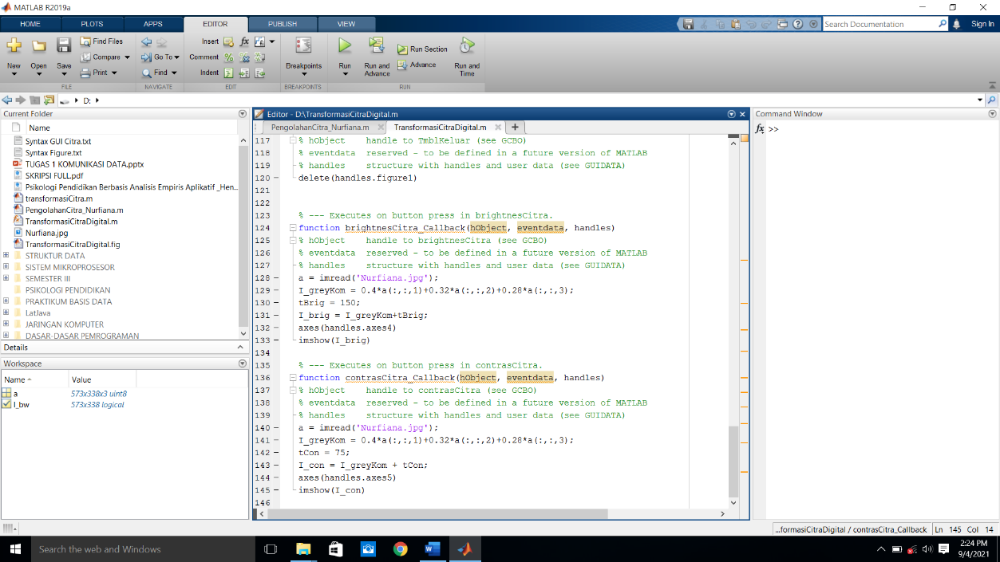 MATLAB R2019a
HOME PLOTS APPS EDITOR PUBLISH VIEW
Search Documentation Sign In
New Open Save Find Files Compare Print
Go To Find
Insert Comment Indent
Breakpoints
Run Run and Advance Run Section Advance Run and Time
FILE NAVIGATE EDIT BREAKPOINTS RUN
D:
Current Folder
Name
Syntax GUI Citra.txt
Syntax Figure.txt
TUGAS 1 KOMUNIKASI DATA.pptx
SKRIPSI FULL.pdf
Psikologi Pendidikan Berbasis Analisis Empiris Aplikatif _Hen...
transformasiCitra.m
PengolahanCitra_Nurfiana.m
TransformasiCitraDigital.m
Nurfiana.jpg
TransformasiCitraDigital.fig
STRUKTUR DATA
SISTEM MIKROPROSESOR
SEMESTER III
PSIKOLOGI PENDIDIKAN
PRAKTIKUM BASIS DATA
LatJava
JARINGAN KOMPUTER
DASAR-DASAR PEMROGRAMAN
Details
Workspace
Name Value
a 573x338x3 uint8
I_bw 573x338 logical
Editor - D:\TransformasiCitraDigital.m
PengolahanCitra_Nurfiana.m TransformasiCitraDigital.m
117 % hObject    handle to TmblKeluar (see GCBO)
118 % eventdata  reserved - to be defined in a future version of MATLAB
119 % handles    structure with handles and user data (see GUIDATA)
120 delete(handles.figure1)
121
122
123 % --- Executes on button press in brightnesCitra.
124 function brightnesCitra_Callback(hObject, eventdata, handles)
125 % hObject    handle to brightnesCitra (see GCBO)
126 % eventdata  reserved - to be defined in a future version of MATLAB
127 % handles    structure with handles and user data (see GUIDATA)
128 a = imread('Nurfiana.jpg');
129 I_greyKom = 0.4*a(:,:,1)+0.32*a(:,:,2)+0.28*a(:,:,3);
130 tBrig = 150;
131 I_brig = I_greyKom+tBrig;
132 axes(handles.axes4)
133 imshow(I_brig)
134
135 % --- Executes on button press in contrasCitra.
136 function contrasCitra_Callback(hObject, eventdata, handles)
137 % hObject    handle to contrasCitra (see GCBO)
138 % eventdata  reserved - to be defined in a future version of MATLAB
139 % handles    structure with handles and user data (see GUIDATA)
140 a = imread('Nurfiana.jpg');
141 I_greyKom = 0.4*a(:,:,1)+0.32*a(:,:,2)+0.28*a(:,:,3);
142 tCon = 75;
143 I_con = I_greyKom + tCon;
144 axes(handles.axes5)
145 imshow(I_con)
146
Command Window
fx >>
...formasiCitraDigital / contrasCitra_Callback Ln 145 Col 14
Search the web and Windows
2:24 PM
9/4/2021